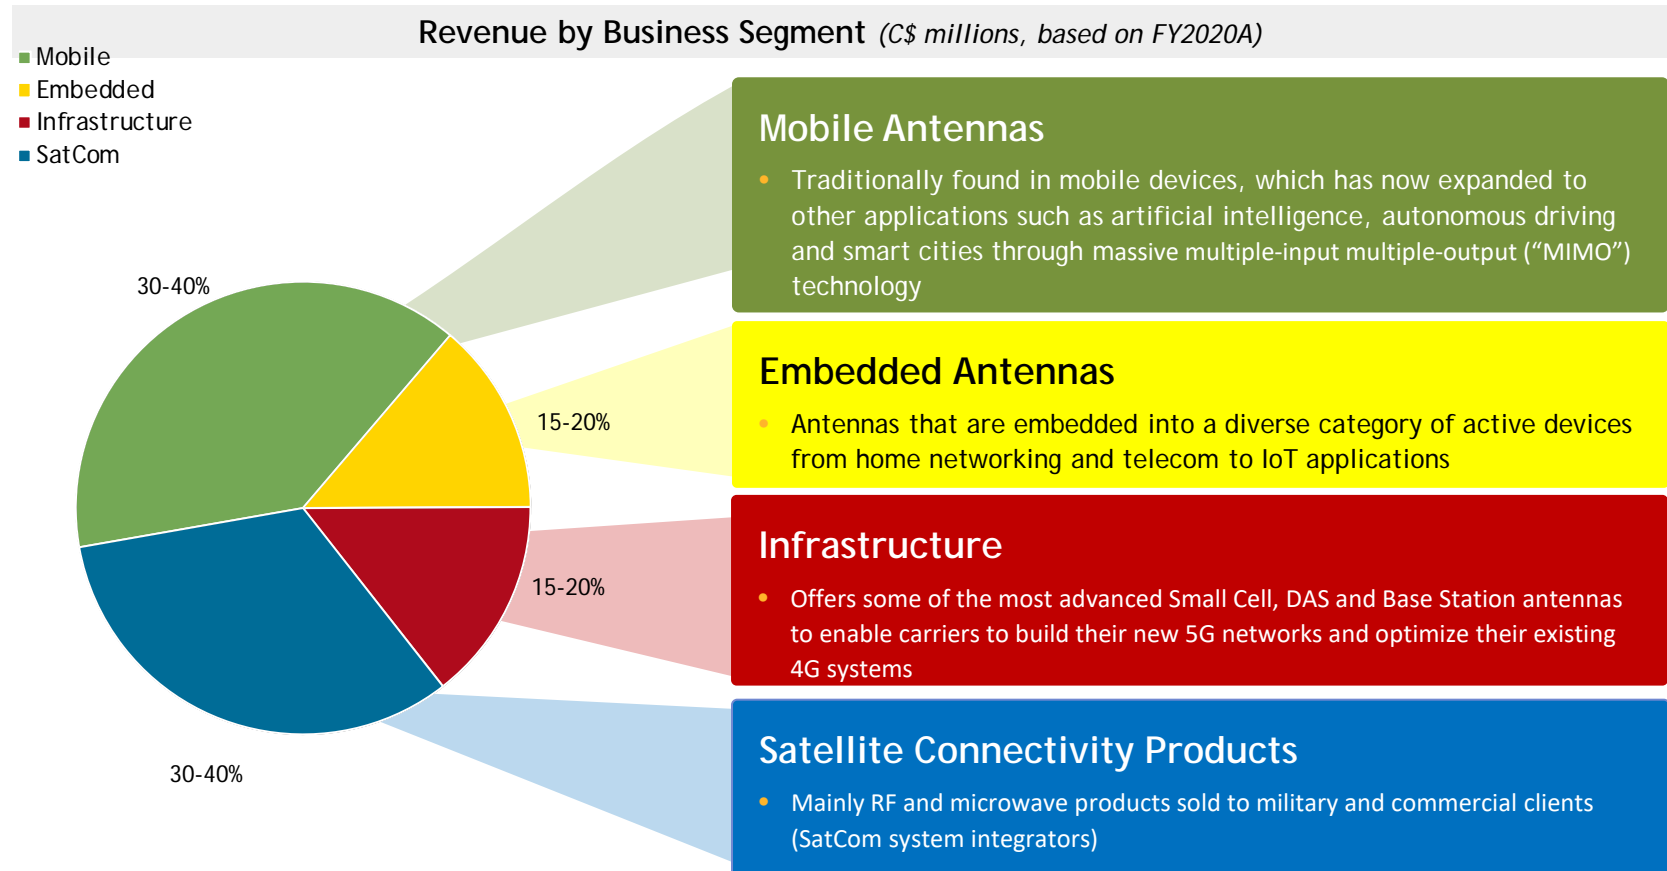 Revenue by Business Segment (C$ millions, based on FY2020A)
Mobile
Embedded
Infrastructure
SatCom
30-40%
15-20%
15-20%
30-40%
Mobile Antennas
• Traditionally found in mobile devices, which has now expanded to
other applications such as artificial intelligence, autonomous driving
and smart cities through massive multiple-input multiple-output (“MIMO”)
technology
Embedded Antennas
• Antennas that are embedded into a diverse category of active devices
from home networking and telecom to IoT applications
Infrastructure
• Offers some of the most advanced Small Cell, DAS and Base Station antennas
to enable carriers to build their new 5G networks and optimize their existing
4G systems
Satellite Connectivity Products
• Mainly RF and microwave products sold to military and commercial clients
(SatCom system integrators)